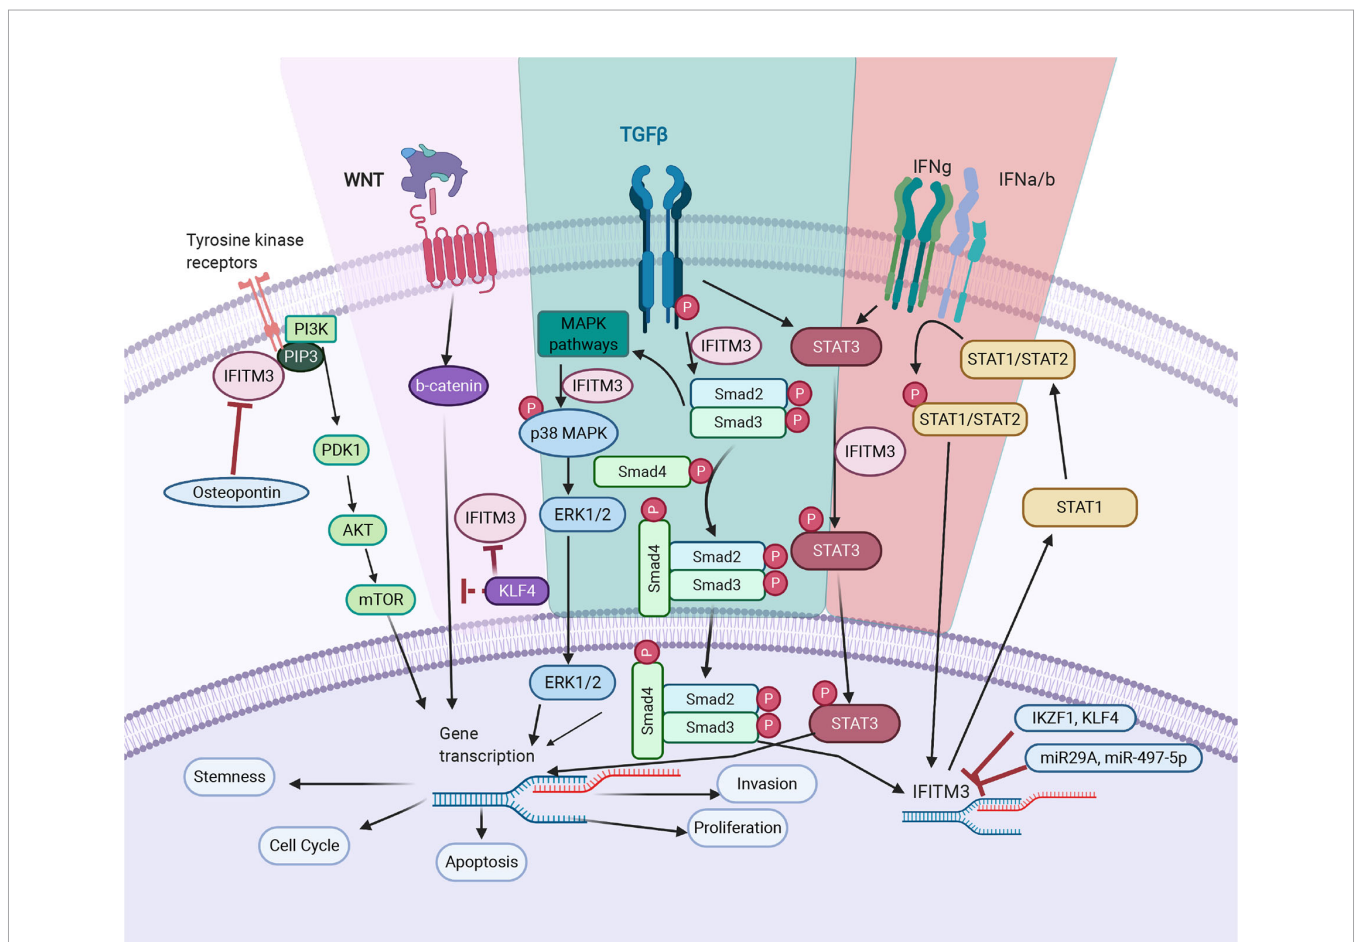 TGFβ
WNT
IFNg
IFNa/b
Tyrosine kinase
receptors
PI3K
PIP3
IFITM3
MAPK
pathways
P
IFITM3
STAT3
STAT1/STAT2
b-catenin
IFITM3
Smad2
P
Smad3
P
P
STAT1/STAT2
P
p38 MAPK
PDK1
Osteopontin
Smad4
P
IFITM3
AKT
IFITM3
ERK1/2
P
Smad4
Smad2
P
Smad3
P
P
STAT3
STAT1
mTOR
KLF4
ERK1/2
P
Smad4
Smad2
P
Smad3
P
P
STAT3
IKZF1, KLF4
miR29A, miR-497-5p
Gene
transcription
IFITM3
Stemness
Invasion
Cell Cycle
Proliferation
Apoptosis